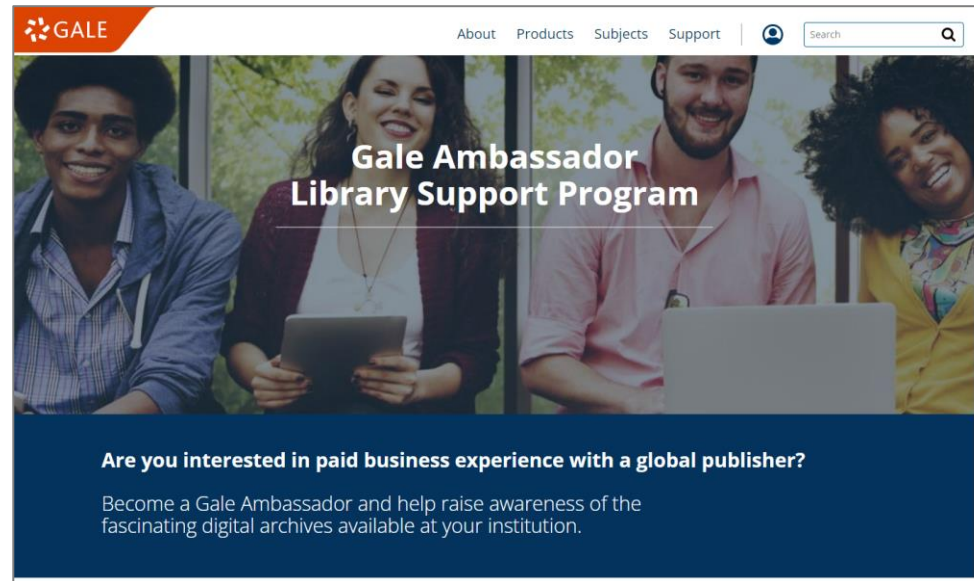 GALE
About Products Subjects Support
Search
Gale Ambassador
Library Support Program
Are you interested in paid business experience with a global publisher?
Become a Gale Ambassador and help raise awareness of the
fascinating digital archives available at your institution.